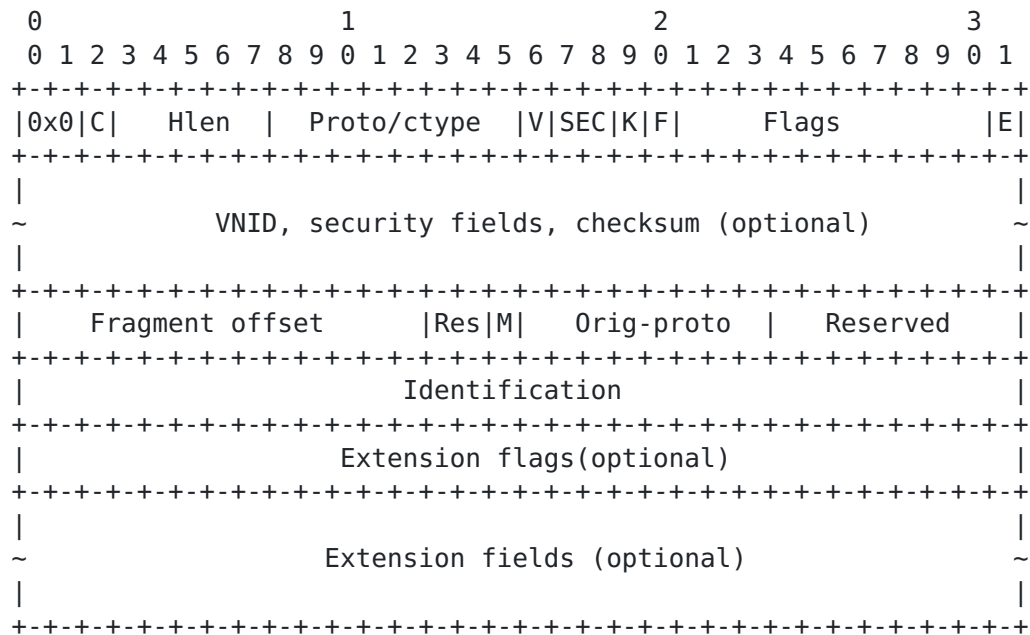 0                   1                   2                   3
 0 1 2 3 4 5 6 7 8 9 0 1 2 3 4 5 6 7 8 9 0 1 2 3 4 5 6 7 8 9 0 1
+-+-+-+-+-+-+-+-+-+-+-+-+-+-+-+-+-+-+-+-+-+-+-+-+-+-+-+-+-+-+-+-+
|0x0|C|   Hlen  |  Proto/ctype  |V|SEC|K|F|     Flags         |E|
+-+-+-+-+-+-+-+-+-+-+-+-+-+-+-+-+-+-+-+-+-+-+-+-+-+-+-+-+-+-+-+-+
|                                                               |
~            VNID, security fields, checksum (optional)         ~
|                                                               |
+-+-+-+-+-+-+-+-+-+-+-+-+-+-+-+-+-+-+-+-+-+-+-+-+-+-+-+-+-+-+-+-+
|    Fragment offset      |Res|M|   Orig-proto  |   Reserved    |
+-+-+-+-+-+-+-+-+-+-+-+-+-+-+-+-+-+-+-+-+-+-+-+-+-+-+-+-+-+-+-+-+
|                        Identification                         |
+-+-+-+-+-+-+-+-+-+-+-+-+-+-+-+-+-+-+-+-+-+-+-+-+-+-+-+-+-+-+-+-+
|                    Extension flags(optional)                  |
+-+-+-+-+-+-+-+-+-+-+-+-+-+-+-+-+-+-+-+-+-+-+-+-+-+-+-+-+-+-+-+-+
|                                                               |
~                   Extension fields (optional)                 ~
|                                                               |
+-+-+-+-+-+-+-+-+-+-+-+-+-+-+-+-+-+-+-+-+-+-+-+-+-+-+-+-+-+-+-+-+